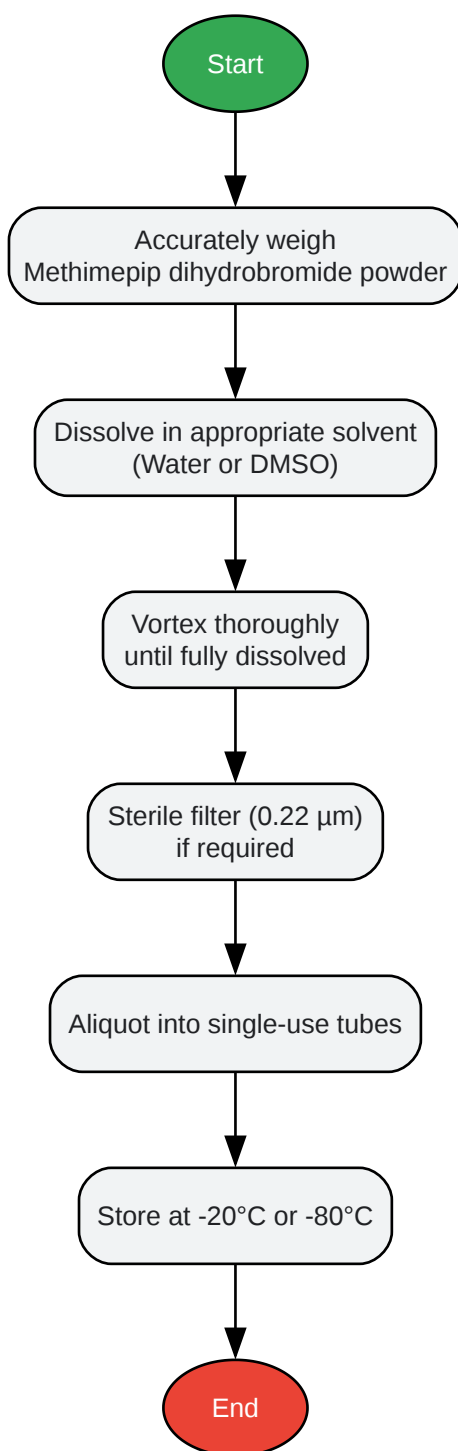 Start
Accurately weigh
Methimepip dihydrobromide powder
Dissolve in appropriate solvent
(Water or DMSO)
Vortex thoroughly
until fully dissolved
Sterile filter (0.22 µm)
if required
Aliquot into single-use tubes
Store at -20°C or -80°C
End